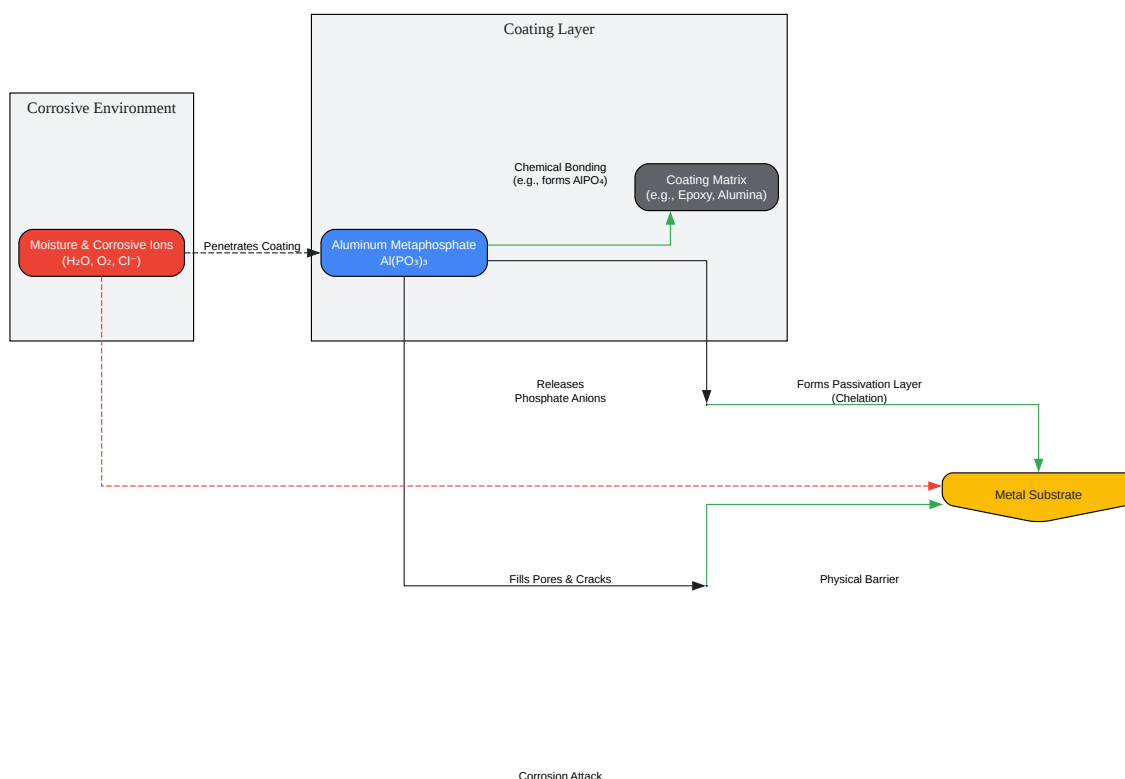 Coating Layer
Corrosive Environment
Chemical Bonding
(e.g., forms AlPO₄)
Coating Matrix
(e.g., Epoxy, Alumina)
Moisture & Corrosive Ions
(H₂O, O₂, Cl⁻)
Penetrates Coating
Aluminum Metaphosphate
Al(PO₃)₃
Releases
Phosphate Anions
Forms Passivation Layer
(Chelation)
Metal Substrate
Fills Pores & Cracks
Physical Barrier
Corrosion Attack